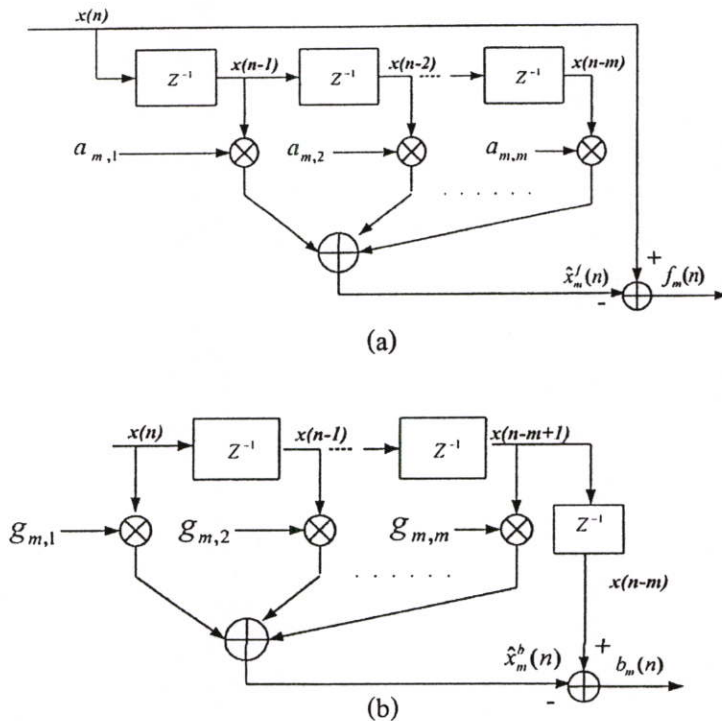 x(n)
Z⁻¹ x(n-1) Z⁻¹ x(n-2) Z⁻¹ x(n-m)
a_{m,1} a_{m,2} a_{m,m}
+
x̂_m^f(n) - f_m(n)
(a)
x(n) Z⁻¹ x(n-1) Z⁻¹ x(n-m+1)
g_{m,1} g_{m,2} g_{m,m} Z⁻¹
x(n-m)
+
x̂_m^b(n) - b_m(n)
(b)